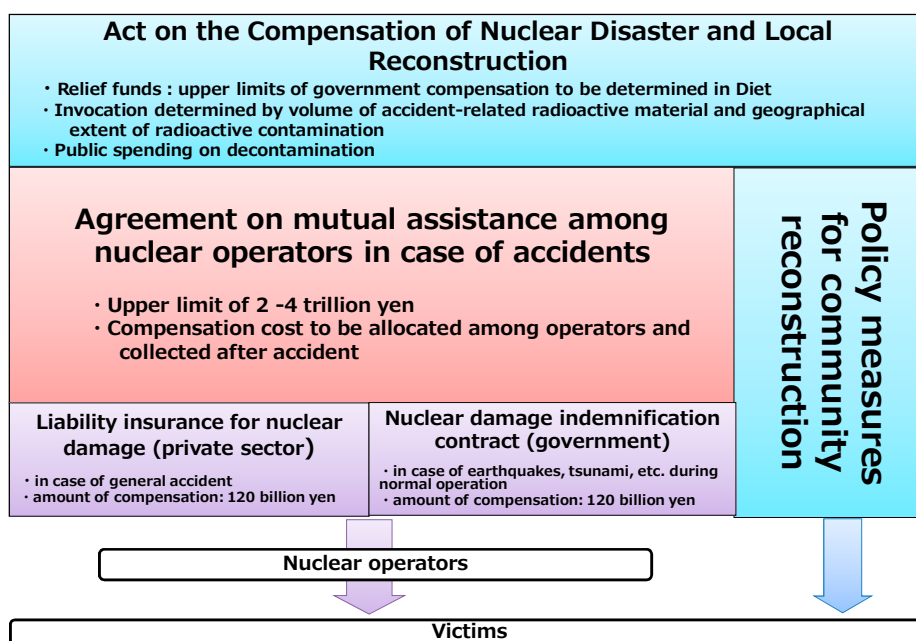 Act on the Compensation of Nuclear Disaster and Local
Reconstruction
・Relief funds : upper limits of government compensation to be determined in Diet
・Invocation determined by volume of accident-related radioactive material and geographical
extent of radioactive contamination
・Public spending on decontamination
Agreement on mutual assistance among
nuclear operators in case of accidents
・Upper limit of 2 -4 trillion yen
・Compensation cost to be allocated among operators and
collected after accident
Policy measures
for community
reconstruction
Liability insurance for nuclear
damage (private sector)
・in case of general accident
・amount of compensation: 120 billion yen
Nuclear damage indemnification
contract (government)
・in case of earthquakes, tsunami, etc. during
normal operation
・amount of compensation: 120 billion yen
Nuclear operators
Victims